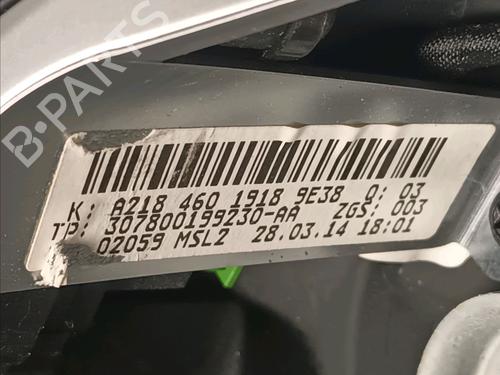 B-PARTS
K: A218 460 1918 9E38 Q: 03
TP: 307800199230-AA ZGS: 003
02059 MSL2 28.03.14 18:01